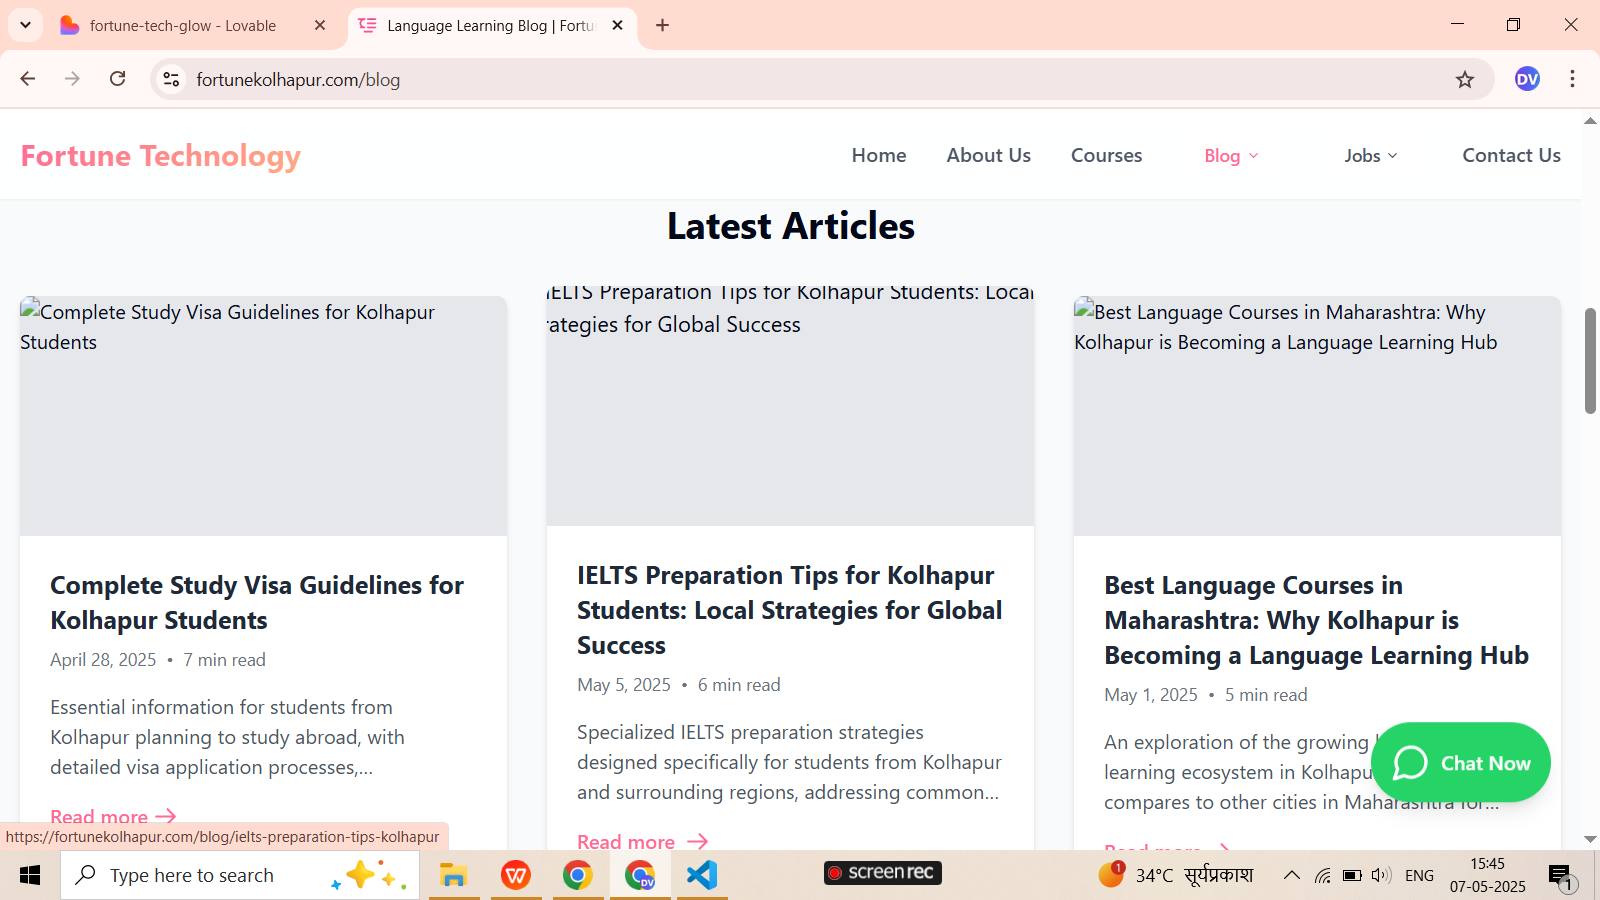 fortune-tech-glow - Lovable
Language Learning Blog | Fortu
fortunekolhapur.com/blog
DV
Fortune Technology
Home
About Us
Courses
Blog
Jobs
Contact Us
Latest Articles
Complete Study Visa Guidelines for Kolhapur
Students
IELTS Preparation Tips for Kolhapur Students: Local
rategies for Global Success
Best Language Courses in Maharashtra: Why
Kolhapur is Becoming a Language Learning Hub
Complete Study Visa Guidelines for
Kolhapur Students
April 28, 2025 • 7 min read
Essential information for students from
Kolhapur planning to study abroad, with
detailed visa application processes,...
Read more
IELTS Preparation Tips for Kolhapur
Students: Local Strategies for Global
Success
May 5, 2025 • 6 min read
Specialized IELTS preparation strategies
designed specifically for students from Kolhapur
and surrounding regions, addressing common...
Read more
Best Language Courses in
Maharashtra: Why Kolhapur is
Becoming a Language Learning Hub
May 1, 2025 • 5 min read
An exploration of the growing
learning ecosystem in Kolhapu
compares to other cities in Maharashtra for...
Read more
Chat Now
https://fortunekolhapur.com/blog/ielts-preparation-tips-kolhapur
Type here to search
W
DV
screenrec
1
34°C सूर्यप्रकाश
ENG
15:45
07-05-2025
1